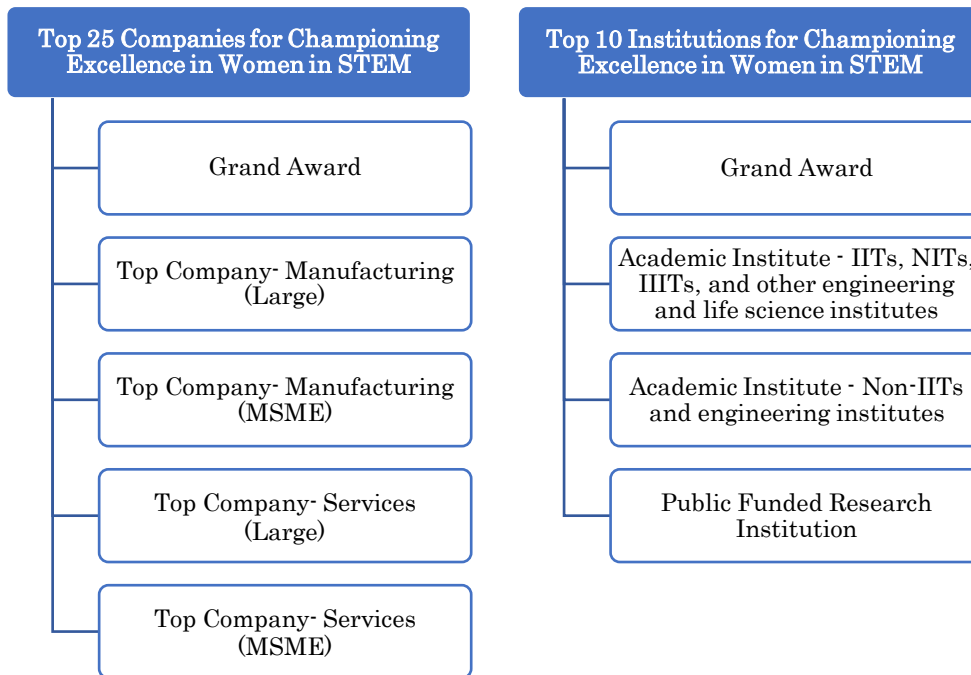 Top 25 Companies for Championing
Excellence in Women in STEM
Grand Award
Top Company- Manufacturing
(Large)
Top Company- Manufacturing
(MSME)
Top Company- Services
(Large)
Top Company- Services
(MSME)
Top 10 Institutions for Championing
Excellence in Women in STEM
Grand Award
Academic Institute - IITs, NITs,
IIITs, and other engineering
and life science institutes
Academic Institute - Non-IITs
and engineering institutes
Public Funded Research
Institution